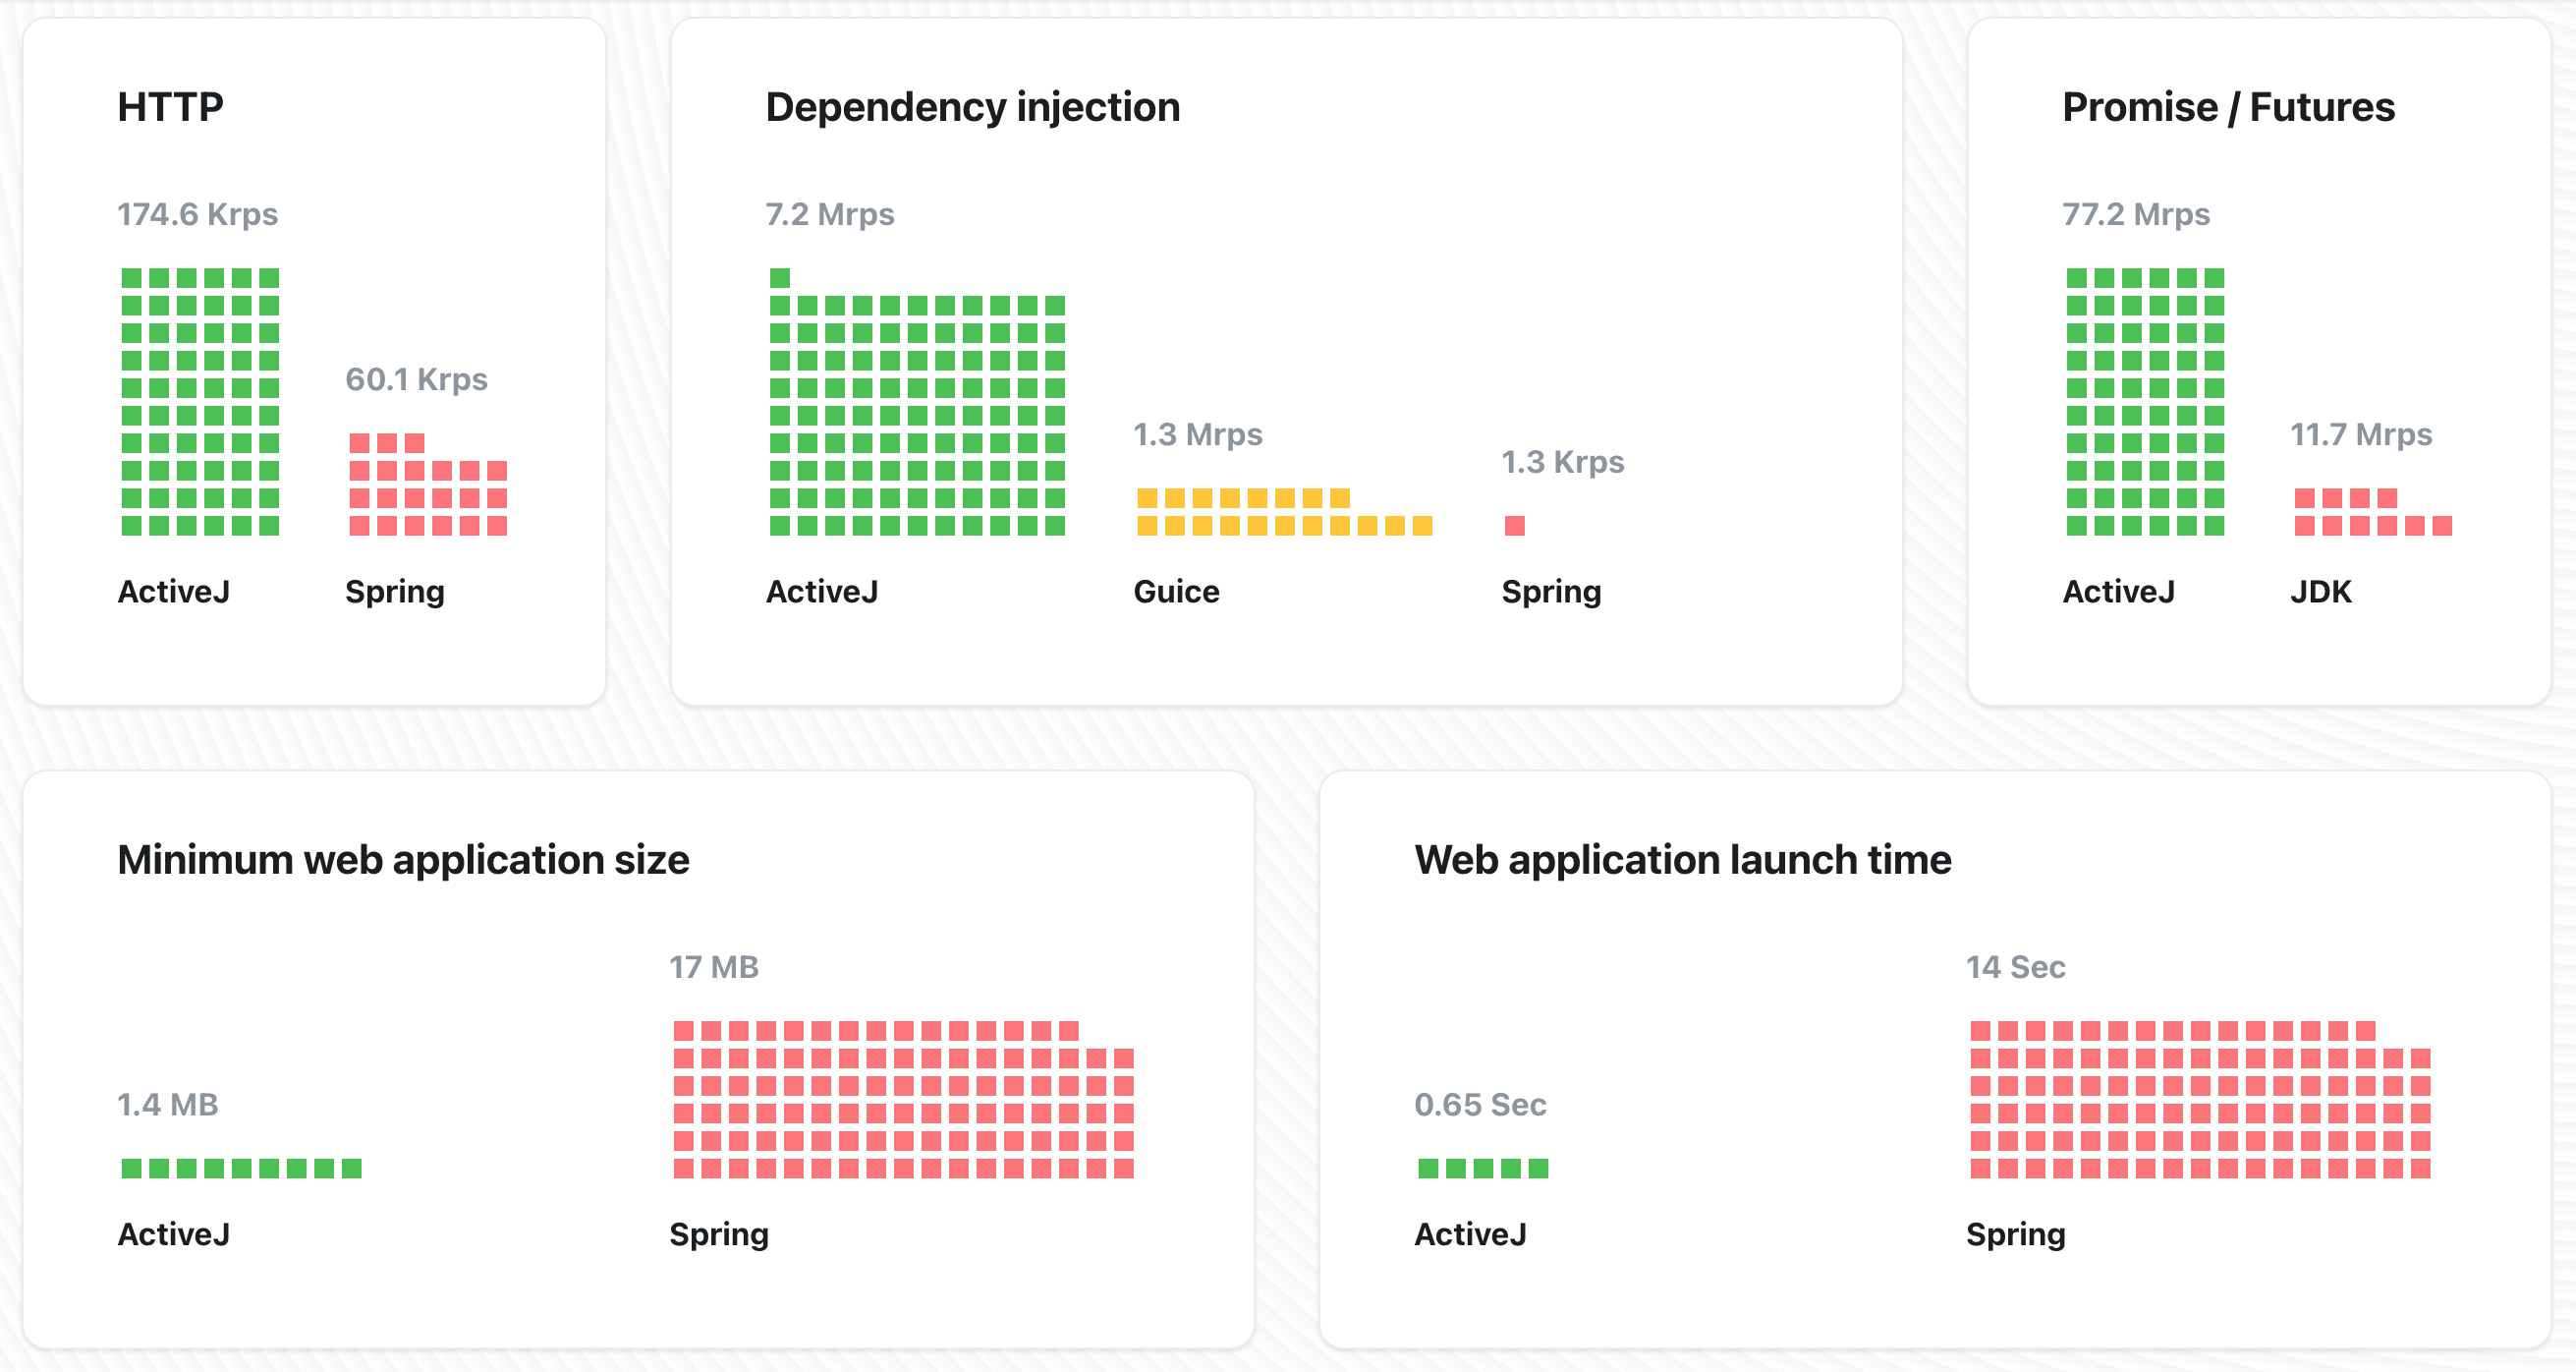 HTTP
174.6 Krps
60.1 Krps
ActiveJ
Spring
Dependency injection
7.2 Mrps
1.3 Mrps
1.3 Krps
ActiveJ
Guice
Spring
Promise / Futures
77.2 Mrps
11.7 Mrps
ActiveJ
JDK
Minimum web application size
17 MB
1.4 MB
ActiveJ
Spring
Web application launch time
14 Sec
0.65 Sec
ActiveJ
Spring